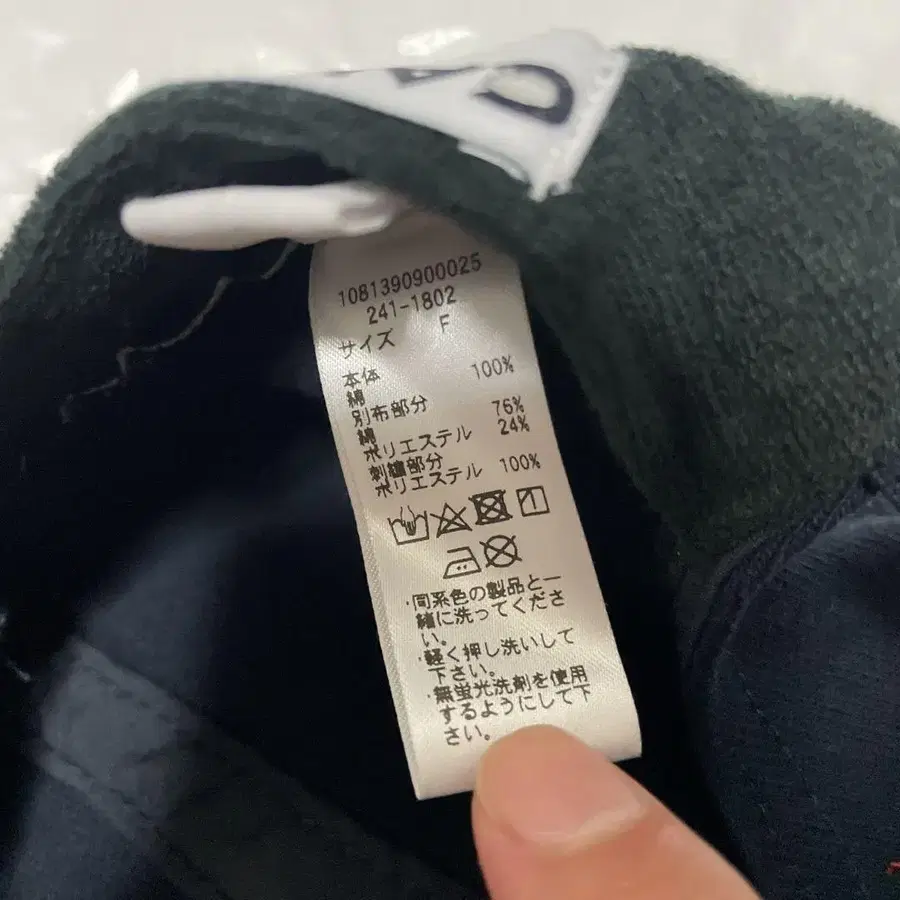 1081390900025
241-1802
サイズ F
本体
綿 100%
別布部分
綿 76%
ポリエステル 24%
刺繍部分
ポリエステル 100%
・同系色の製品と一
緒に洗ってくださ
い。
・軽く押し洗いして
下さい。
・無蛍光洗剤を使用
するようにして下
さい。